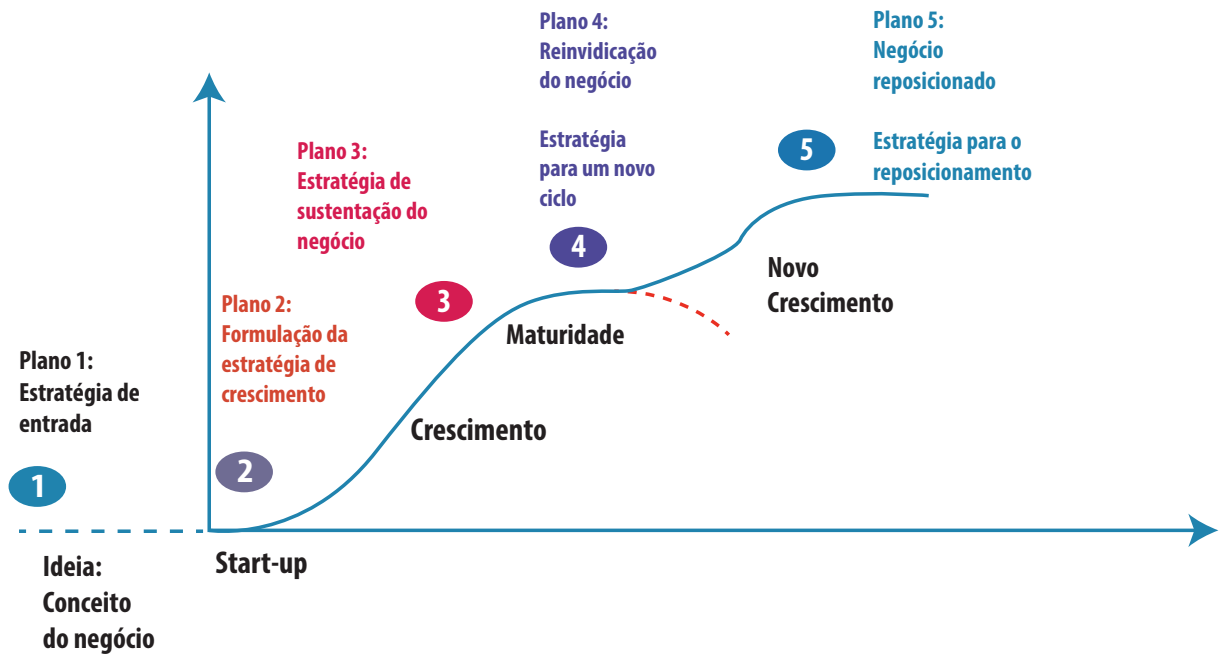 Plano 1:
Estratégia de
entrada
1
Ideia:
Conceito
do negócio
Plano 2:
Formulação da
estratégia de
crescimento
2
Start-up
Plano 3:
Estratégia de
sustentação do
negócio
3
Crescimento
Plano 4:
Reinvidicação
do negócio
Estratégia
para um novo
ciclo
4
Maturidade
Plano 5:
Negócio
reposicionado
Estratégia para o
reposicionamento
5
Novo
Crescimento